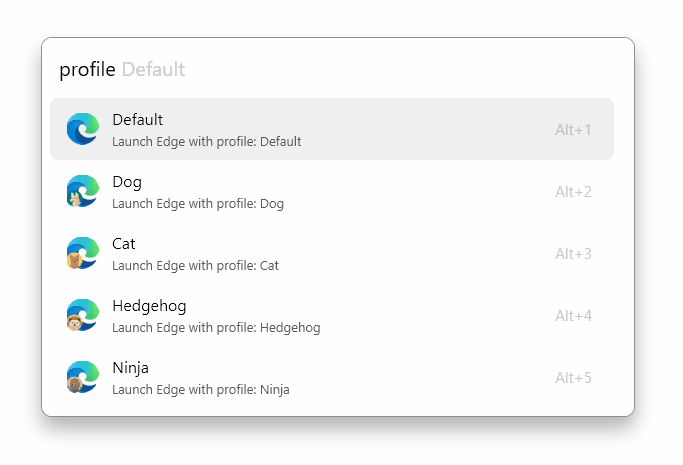 profile Default
Default
Launch Edge with profile: Default
Alt+1
Dog
Launch Edge with profile: Dog
Alt+2
Cat
Launch Edge with profile: Cat
Alt+3
Hedgehog
Launch Edge with profile: Hedgehog
Alt+4
Ninja
Launch Edge with profile: Ninja
Alt+5